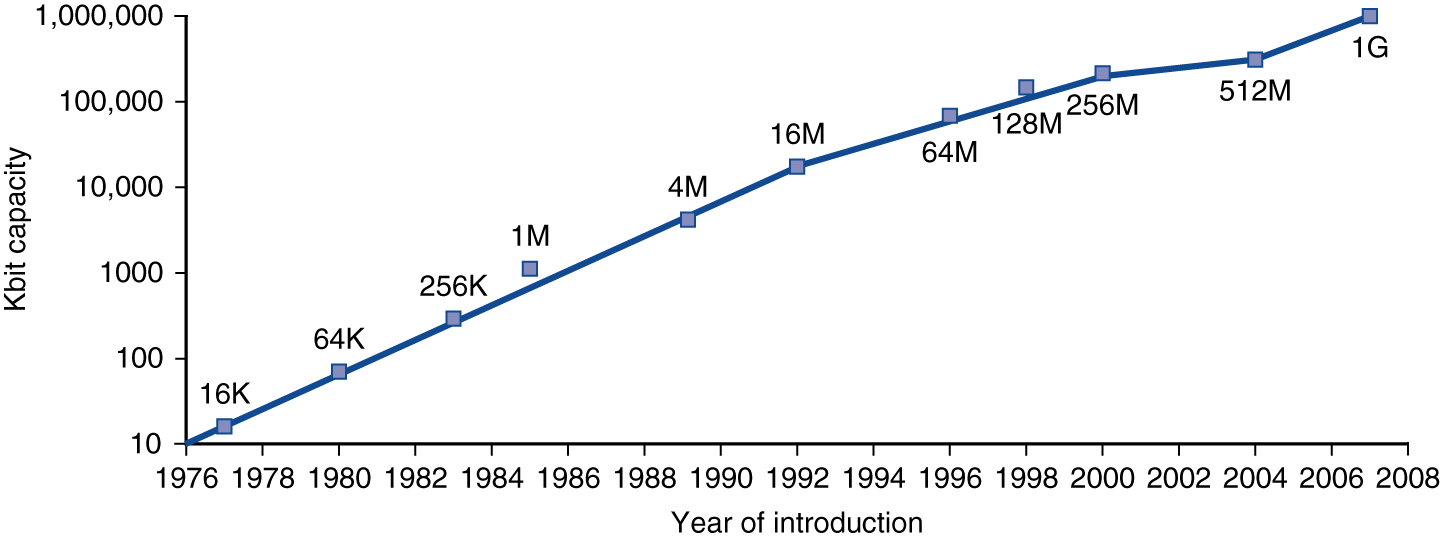 1,000,000
100,000
10,000
1000
100
10
Kbit capacity
16K
64K
256K
1M
4M
16M
64M
128M
256M
512M
1G
1976 1978 1980 1982 1984 1986 1988 1990 1992 1994 1996 1998 2000 2002 2004 2006 2008
Year of introduction